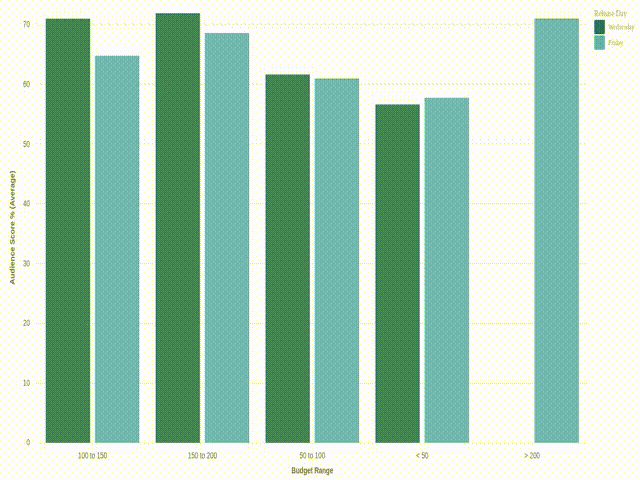 Release Day
Wednesday
Friday
Audience Score % (Average)
70
60
50
40
30
20
10
0
100 to 150
150 to 200
50 to 100
< 50
> 200
Budget Range